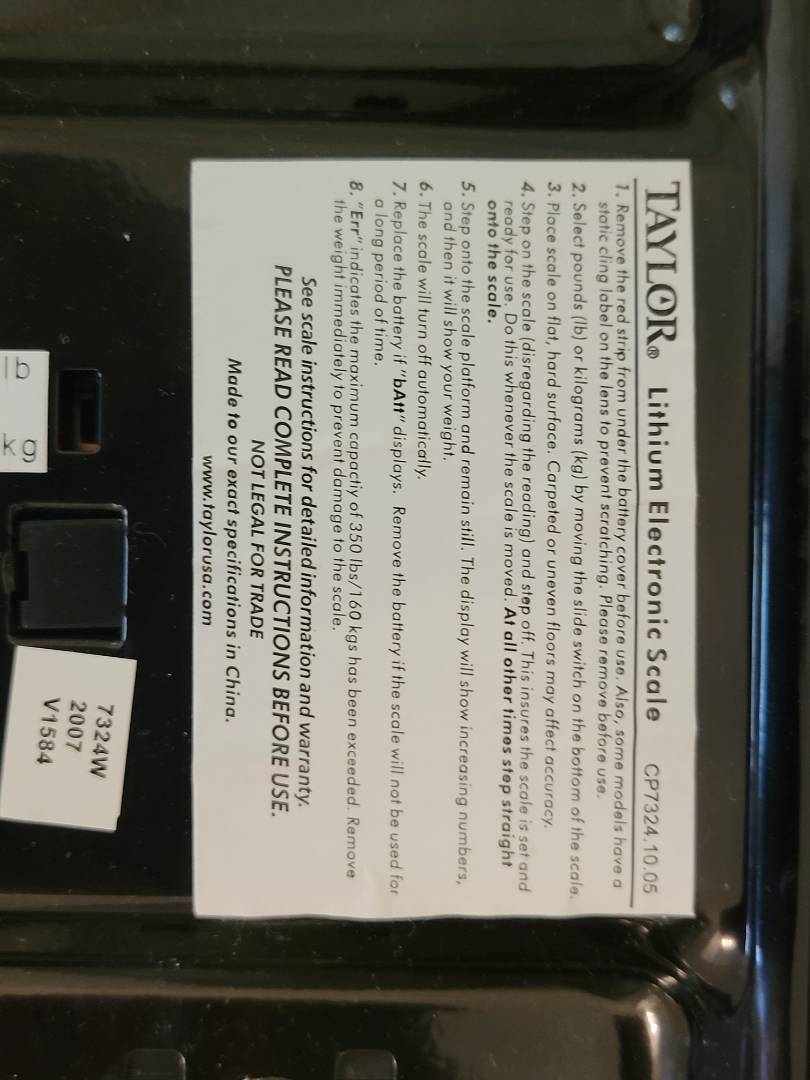 TAYLOR® Lithium Electronic Scale CP7324.10.05
1. Remove the red strip from under the battery cover before use. Also, some models have a
static cling label on the lens to prevent scratching. Please remove before use.
2. Select pounds (lb) or kilograms (kg) by moving the slide switch on the bottom of the scale.
3. Place scale on flat, hard surface. Carpeted or uneven floors may affect accuracy.
4. Step on the scale (disregarding the reading) and step off. This insures the scale is set and
ready for use. Do this whenever the scale is moved. At all other times step straight
onto the scale.
5. Step onto the scale platform and remain still. The display will show increasing numbers,
and then it will show your weight.
6. The scale will turn off automatically.
7. Replace the battery if "bAtt" displays. Remove the battery if the scale will not be used for
a long period of time.
8. "Err" indicates the maximum capactiy of 350 lbs/160 kgs has been exceeded. Remove
the weight immediately to prevent damage to the scale.
See scale instructions for detailed information and warranty.
PLEASE READ COMPLETE INSTRUCTIONS BEFORE USE.
NOT LEGAL FOR TRADE
Made to our exact specifications in China.
www.taylorusa.com
lb kg
7324W
2007
V1584